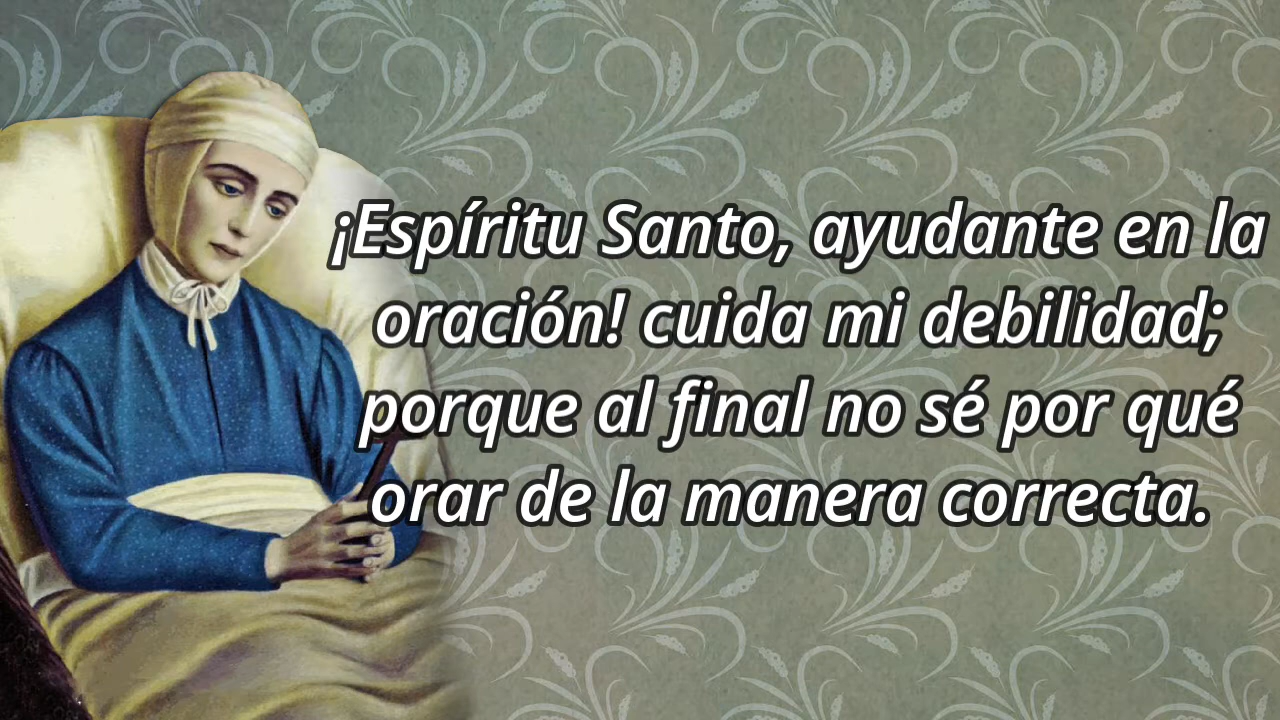 ¡Espíritu Santo, ayudante en la
oración! cuida mi debilidad;
porque al final no sé por qué
orar de la manera correcta.